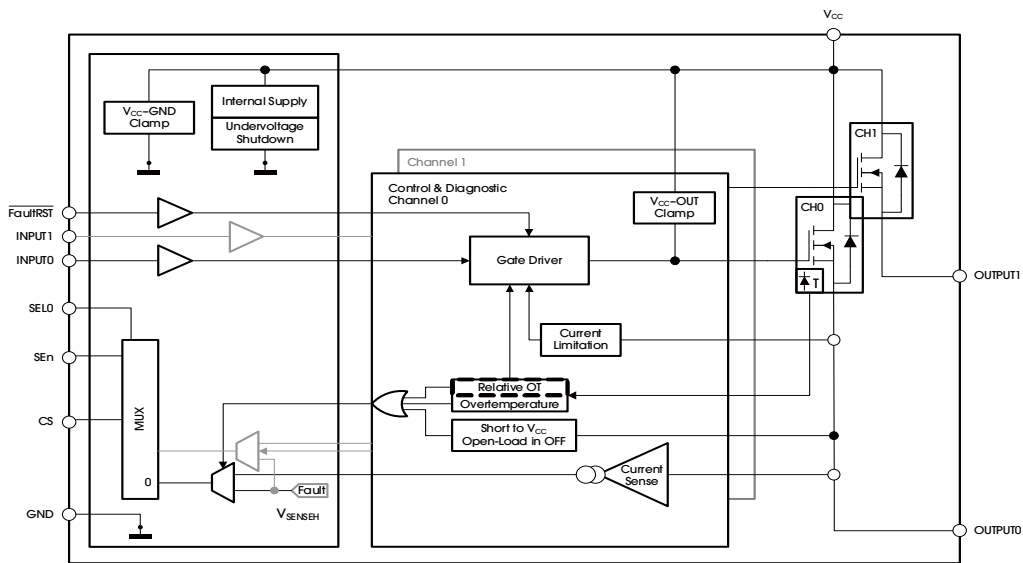 VCC
VCC-GND
Clamp
Internal Supply
Undervoltage
Shutdown
CH1
Channel 1
Control & Diagnostic
Channel 0
VCC-OUT
Clamp
CH0
FaultRST
INPUT1
INPUT0
Gate Driver
T
OUTPUT1
SEL0
SEn
Current
Limitation
MUX
Relative OT
Overtemperature
CS
Short to VCC
Open-Load in OFF
Current
Sense
0
Fault
VSENSEH
GND
OUTPUT0